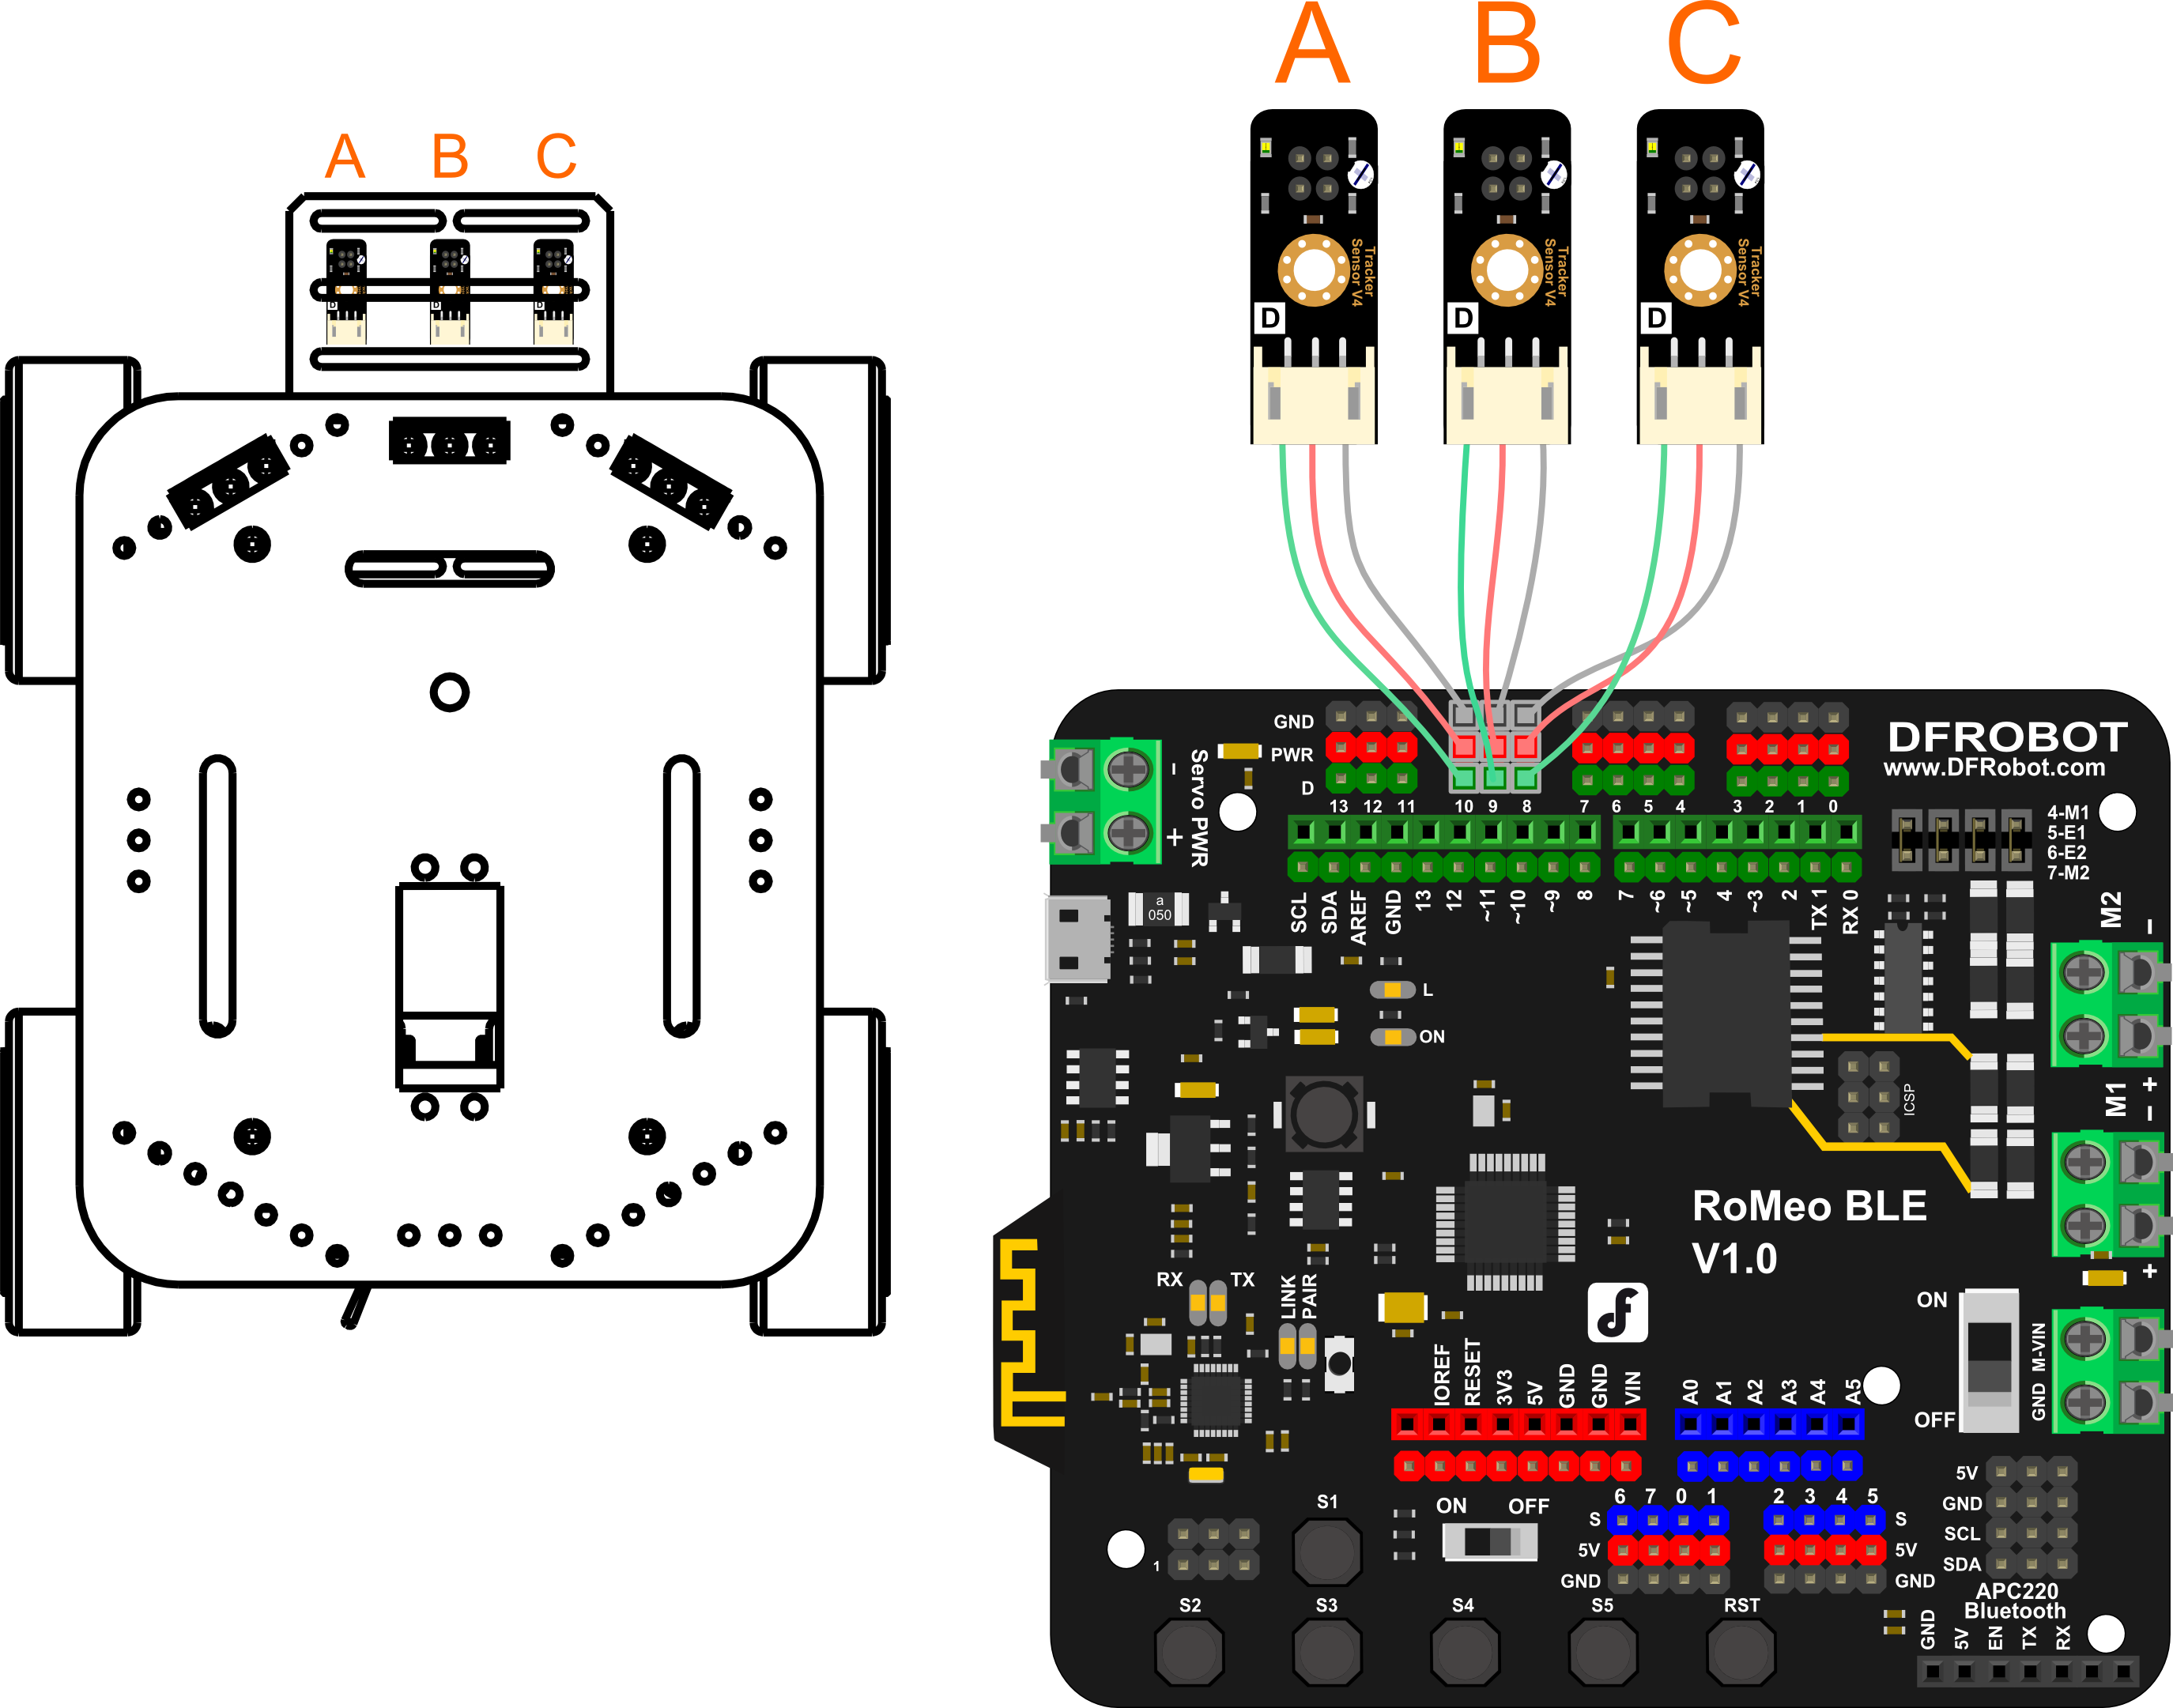 A B C
A B C
Tracker
Sensor V4
D
Tracker
Sensor V4
D
Tracker
Sensor V4
D
GND
PWR
D
13 12 11 10 9 8 7 6 5 4 3 2 1 0
Servo PWR
-
+
DFROBOT
www.DFRobot.com
4-M1
5-E1
6-E2
7-M2
SCL SDA AREF GND 13 12 ~11 ~10 ~9 8 7 ~6 ~5 4 ~3 2 TX 1 RX 0
a
050
L
ON
M2
-
+
M1
-
+
ICSP
RoMeo BLE
V1.0
RX TX
LINK
PAIR
ON
OFF
M-VIN
GND
IOREF RESET 3V3 5V GND GND VIN
A0 A1 A2 A3 A4 A5
S1
ON OFF
6 7 0 1 2 3 4 5
S S
5V 5V
GND GND
1
5V
GND
SCL
SDA
APC220
Bluetooth
GND 5V EN TX RX
S2 S3 S4 S5 RST